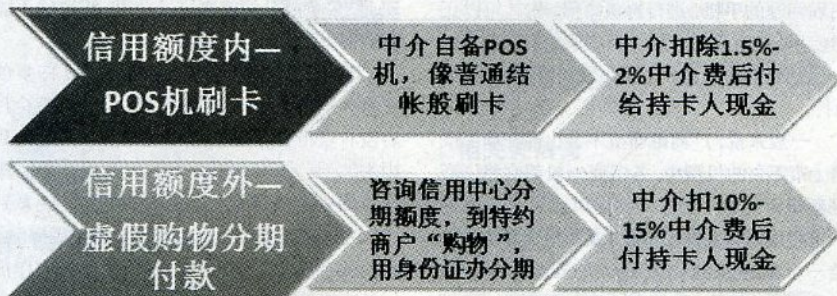 信用额度内—
POS机刷卡
中介自备POS
机，像普通结
帐般刷卡
中介扣除1.5%-
2%中介费后付
给持卡人现金
信用额度外—
虚假购物分期
付款
咨询信用中心分
期额度，到特约
商户“购物”，
用身份证办分期
中介扣10%-
15%中介费后
付持卡人现金